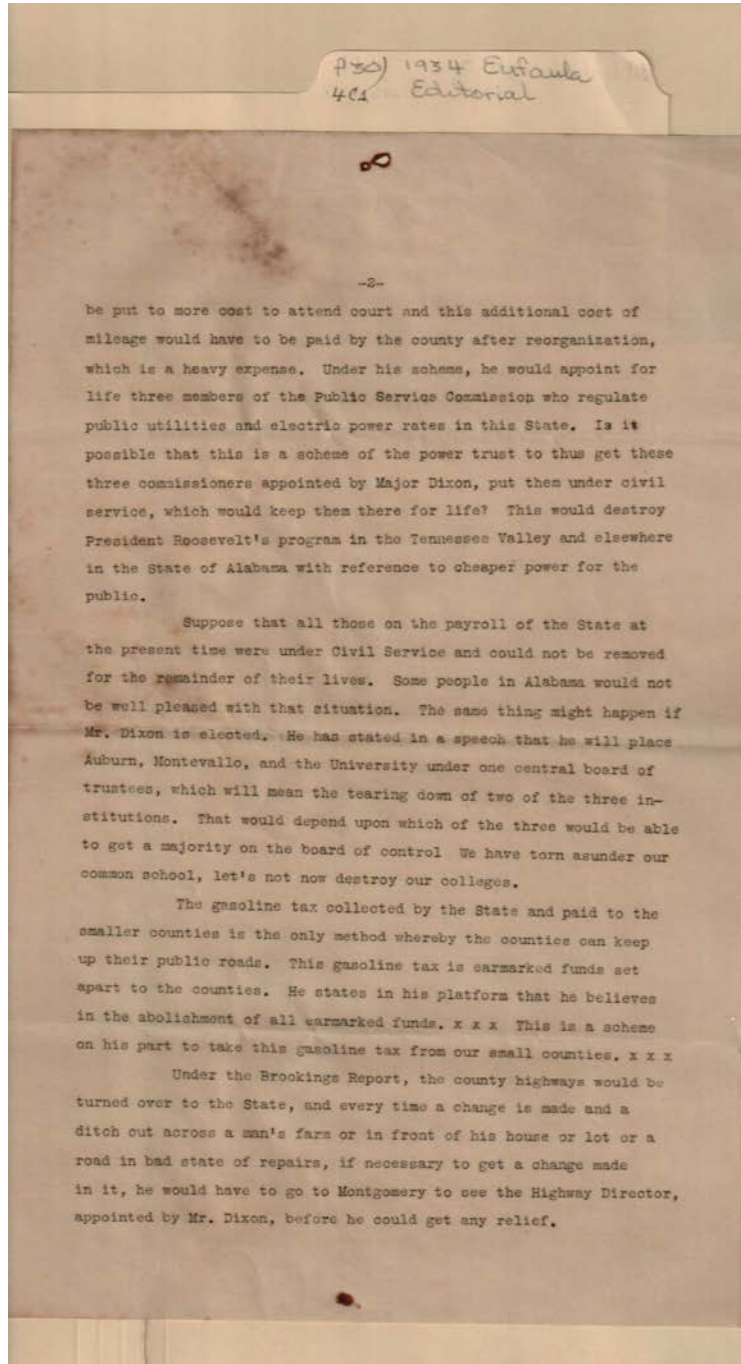 P30) 1934 Eufaula
4C1 Editorial
-2-
be put to more cost to attend court and this additional cost of
mileage would have to be paid by the county after reorganization,
which is a heavy expense. Under his scheme, he would appoint for
life three members of the Public Service Commission who regulate
public utilities and electric power rates in this State. Is it
possible that this is a scheme of the power trust to thus get these
three commissioners appointed by Major Dixon, put them under civil
service, which would keep them there for life? This would destroy
President Roosevelt's program in the Tennessee Valley and elsewhere
in the State of Alabama with reference to cheaper power for the
public.
Suppose that all those on the payroll of the State at
the present time were under Civil Service and could not be removed
for the remainder of their lives. Some people in Alabama would not
be well pleased with that situation. The same thing might happen if
Mr. Dixon is elected. He has stated in a speech that he will place
Auburn, Montevallo, and the University under one central board of
trustees, which will mean the tearing down of two of the three in-
stitutions. That would depend upon which of the three would be able
to get a majority on the board of control We have torn asunder our
common school, let's not now destroy our colleges.
The gasoline tax collected by the State and paid to the
smaller counties is the only method whereby the counties can keep
up their public roads. This gasoline tax is earmarked funds set
apart to the counties. He states in his platform that he believes
in the abolishment of all earmarked funds. x x x This is a scheme
on his part to take this gasoline tax from our small counties. x x x
Under the Brookings Report, the county highways would be
turned over to the State, and every time a change is made and a
ditch cut across a man's farm or in front of his house or lot or a
road in bad state of repairs, if necessary to get a change made
in it, he would have to go to Montgomery to see the Highway Director,
appointed by Mr. Dixon, before he could get any relief.